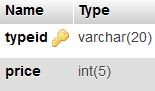 Name Type
typeid varchar(20)
price int(5)